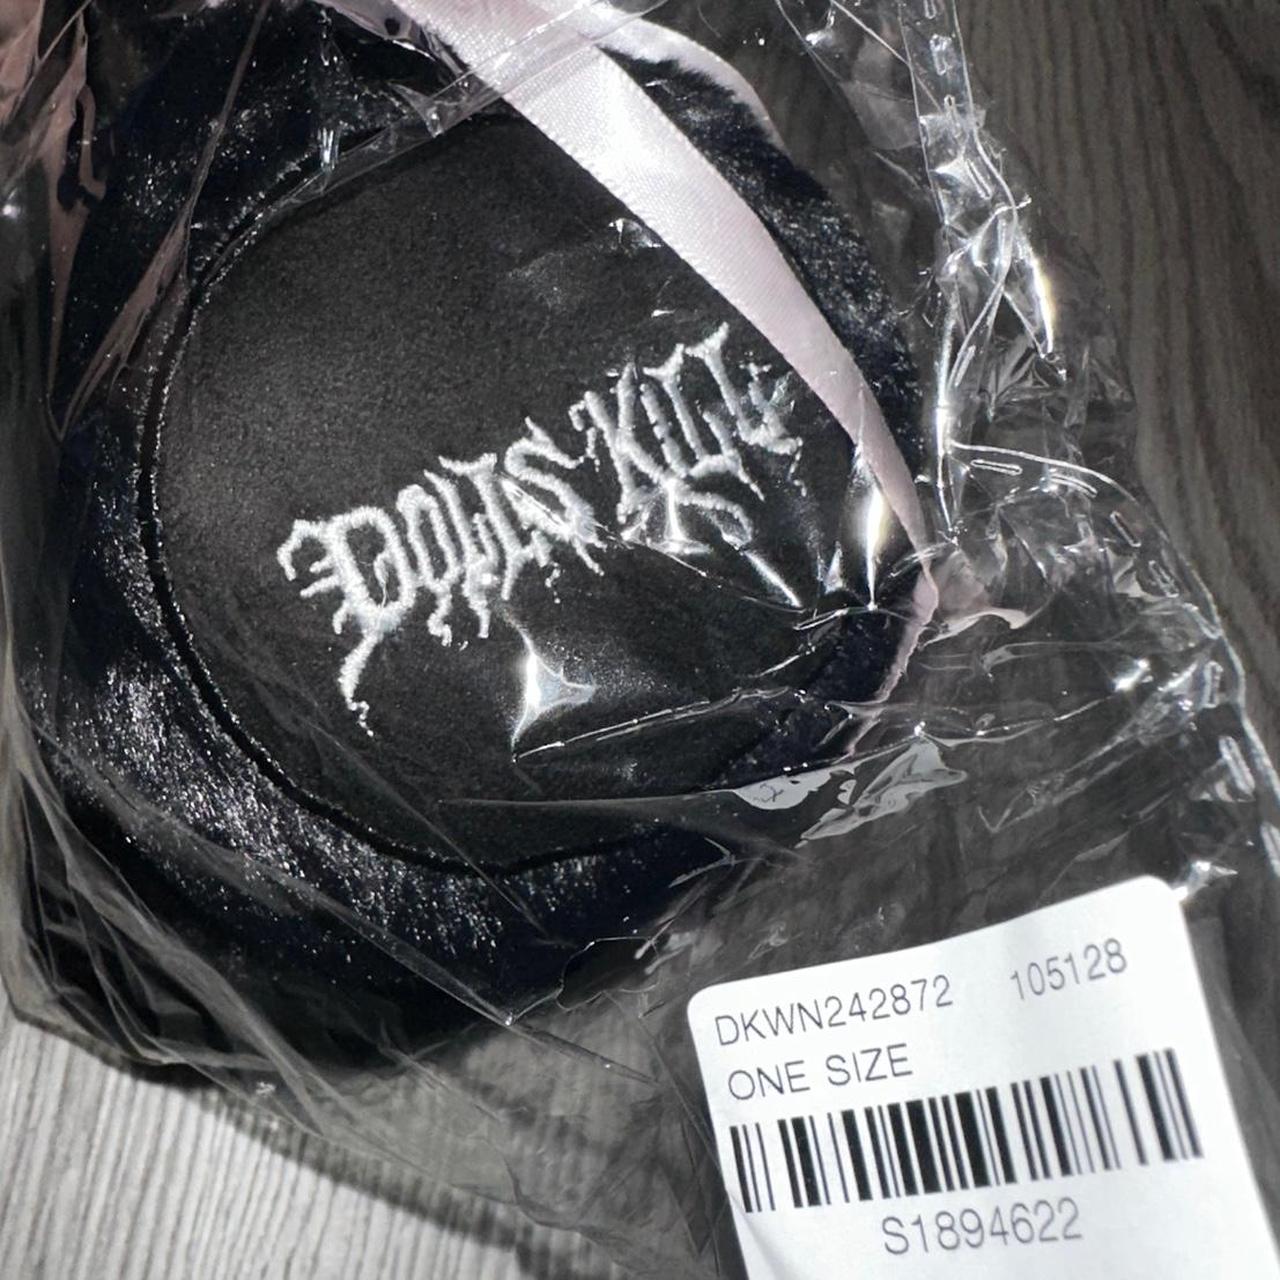 DOLLS KILL
DKWN242872 105128
ONE SIZE
S1894622